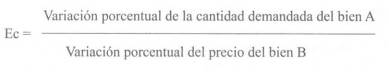 Variación porcentual de la cantidad demandada del bien A
Ec =
Variación porcentual del precio del bien B